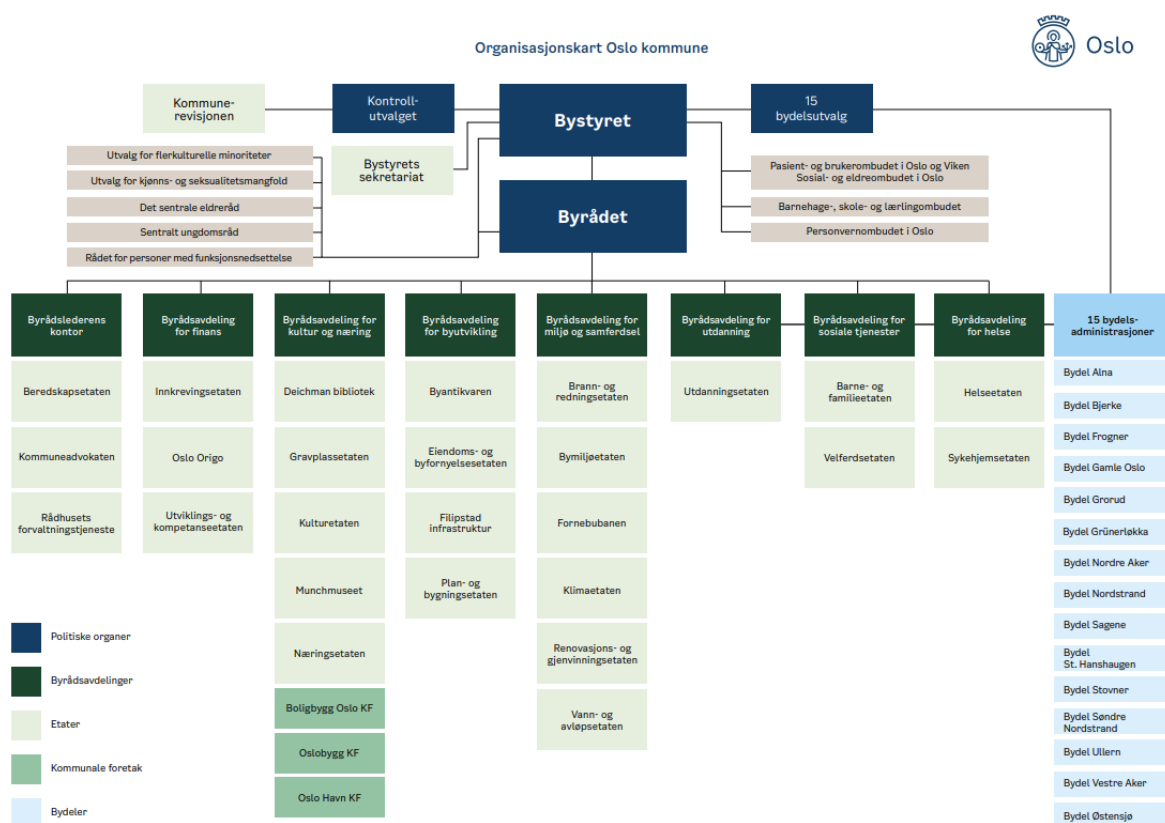 Organisasjonskart Oslo kommune
Oslo
Kommune-
revisjonen
Kontroll-
utvalget
Bystyret
15
bydelsutvalg
Utvalg for flerkulturelle minoriteter
Utvalg for kjønns- og seksualitetsmangfold
Det sentrale eldreråd
Sentralt ungdomsråd
Rådet for personer med funksjonsnedsettelse
Bystyrets
sekretariat
Byrådet
Pasient- og brukerombudet i Oslo og Viken
Sosial- og eldreombudet i Oslo
Barnehage-, skole- og lærlingombudet
Personvernombudet i Oslo
Byrådslederens
kontor
Beredskapsetaten
Kommuneadvokaten
Rådhusets
forvaltningstjeneste
Byrådsavdeling
for finans
Innkrevingsetaten
Oslo Origo
Utviklings- og
kompetanseetaten
Byrådsavdeling for
kultur og næring
Deichman bibliotek
Gravplassetaten
Kulturetaten
Munchmuseet
Næringsetaten
Boligbygg Oslo KF
Oslobygg KF
Oslo Havn KF
Byrådsavdeling
for byutvikling
Byantikvaren
Eiendoms- og
byfornyelsesetaten
Filipstad
infrastruktur
Plan- og
bygningsetaten
Byrådsavdeling for
miljø og samferdsel
Brann- og
redningsetaten
Bymiljøetaten
Fornebubanen
Klimaetaten
Renovasjons- og
gjenvinningsetaten
Vann- og
avløpsetaten
Byrådsavdeling for
utdanning
Utdanningsetaten
Byrådsavdeling for
sosiale tjenester
Barne- og
familieetaten
Velferdsetaten
Byrådsavdeling
for helse
Helseetaten
Sykehjemsetaten
15 bydels-
administrasjoner
Bydel Alna
Bydel Bjerke
Bydel Frogner
Bydel Gamle Oslo
Bydel Grorud
Bydel Grünerløkka
Bydel Nordre Aker
Bydel Nordstrand
Bydel Sagene
Bydel
St. Hanshaugen
Bydel Stovner
Bydel Søndre
Nordstrand
Bydel Ullern
Bydel Vestre Aker
Bydel Østensjø
Politiske organer
Byrådsavdelinger
Etater
Kommunale foretak
Bydeler